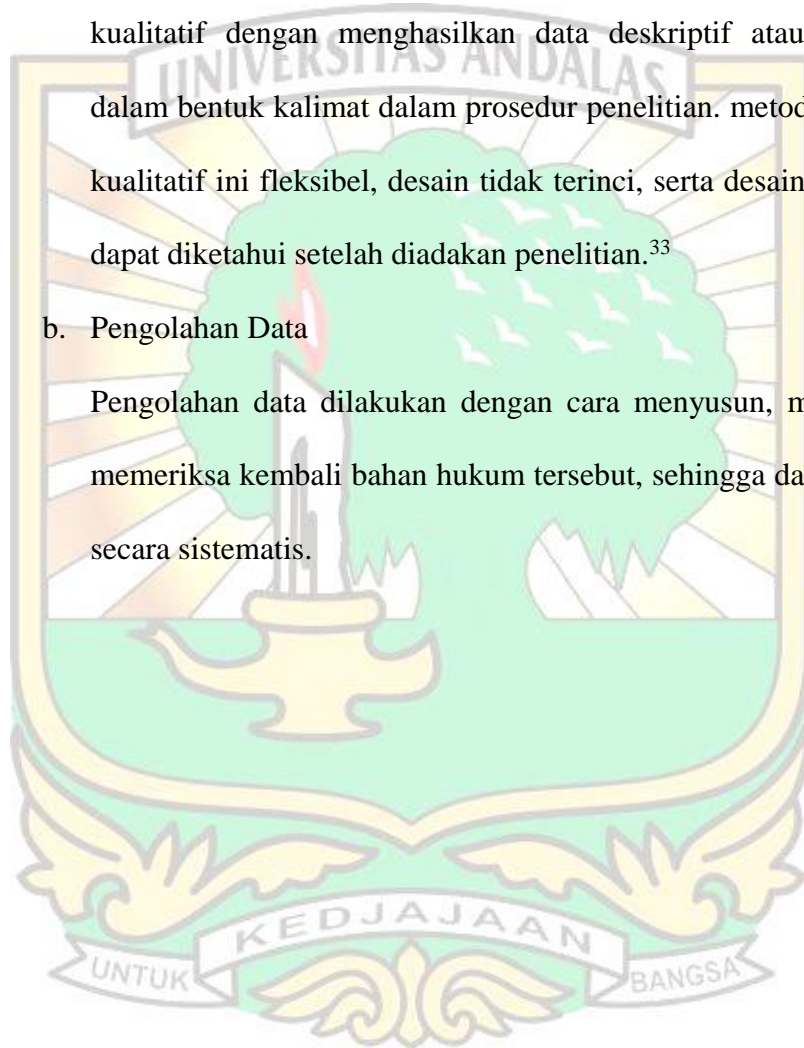 kualitatif dengan menghasilkan data deskriptif atau
UNIVERSITAS ANDALAS
dalam bentuk kalimat dalam prosedur penelitian. metod
kualitatif ini fleksibel, desain tidak terinci, serta desain
dapat diketahui setelah diadakan penelitian.33
b. Pengolahan Data
Pengolahan data dilakukan dengan cara menyusun, m
memeriksa kembali bahan hukum tersebut, sehingga da
secara sistematis.
KEDJAJAAN
UNTUK BANGSA